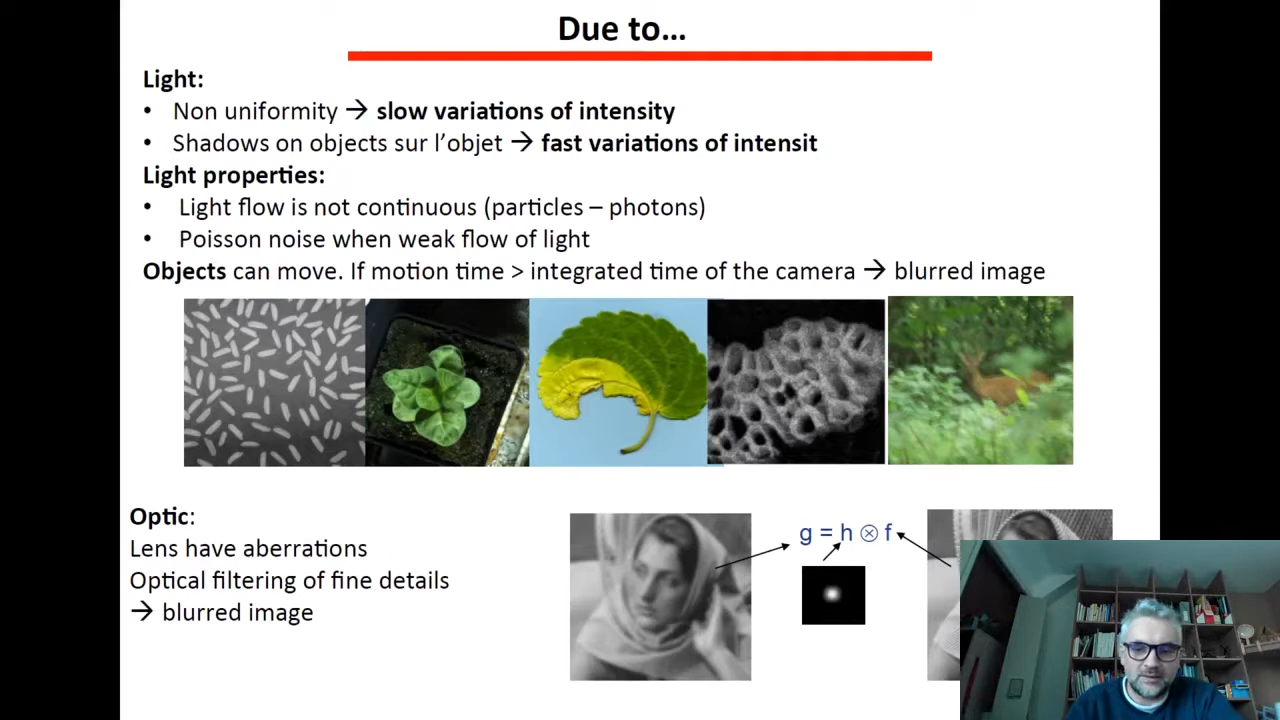 Due to...
Light:
• Non uniformity → slow variations of intensity
• Shadows on objects sur l'objet → fast variations of intensit
Light properties:
• Light flow is not continuous (particles – photons)
• Poisson noise when weak flow of light
Objects can move. If motion time > integrated time of the camera → blurred image
Optic:
Lens have aberrations
Optical filtering of fine details
→ blurred image
g = h ⊗ f